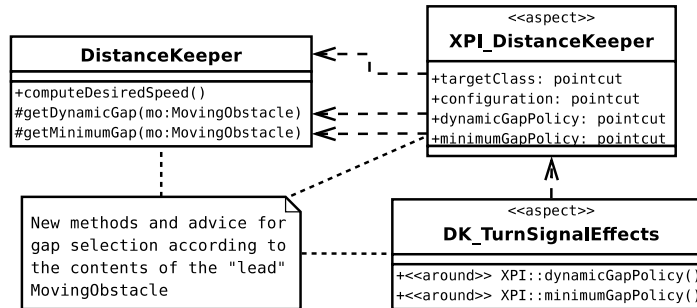 DistanceKeeper
+computeDesiredSpeed()
#getDynamicGap(mo:MovingObstacle)
#getMinimumGap(mo:MovingObstacle)
<<aspect>>
XPI_DistanceKeeper
+targetClass: pointcut
+configuration: pointcut
+dynamicGapPolicy: pointcut
+minimumGapPolicy: pointcut
New methods and advice for
gap selection according to
the contents of the "lead"
MovingObstacle
<<aspect>>
DK_TurnSignalEffects
+<<around>> XPI::dynamicGapPolicy()
+<<around>> XPI::minimumGapPolicy()